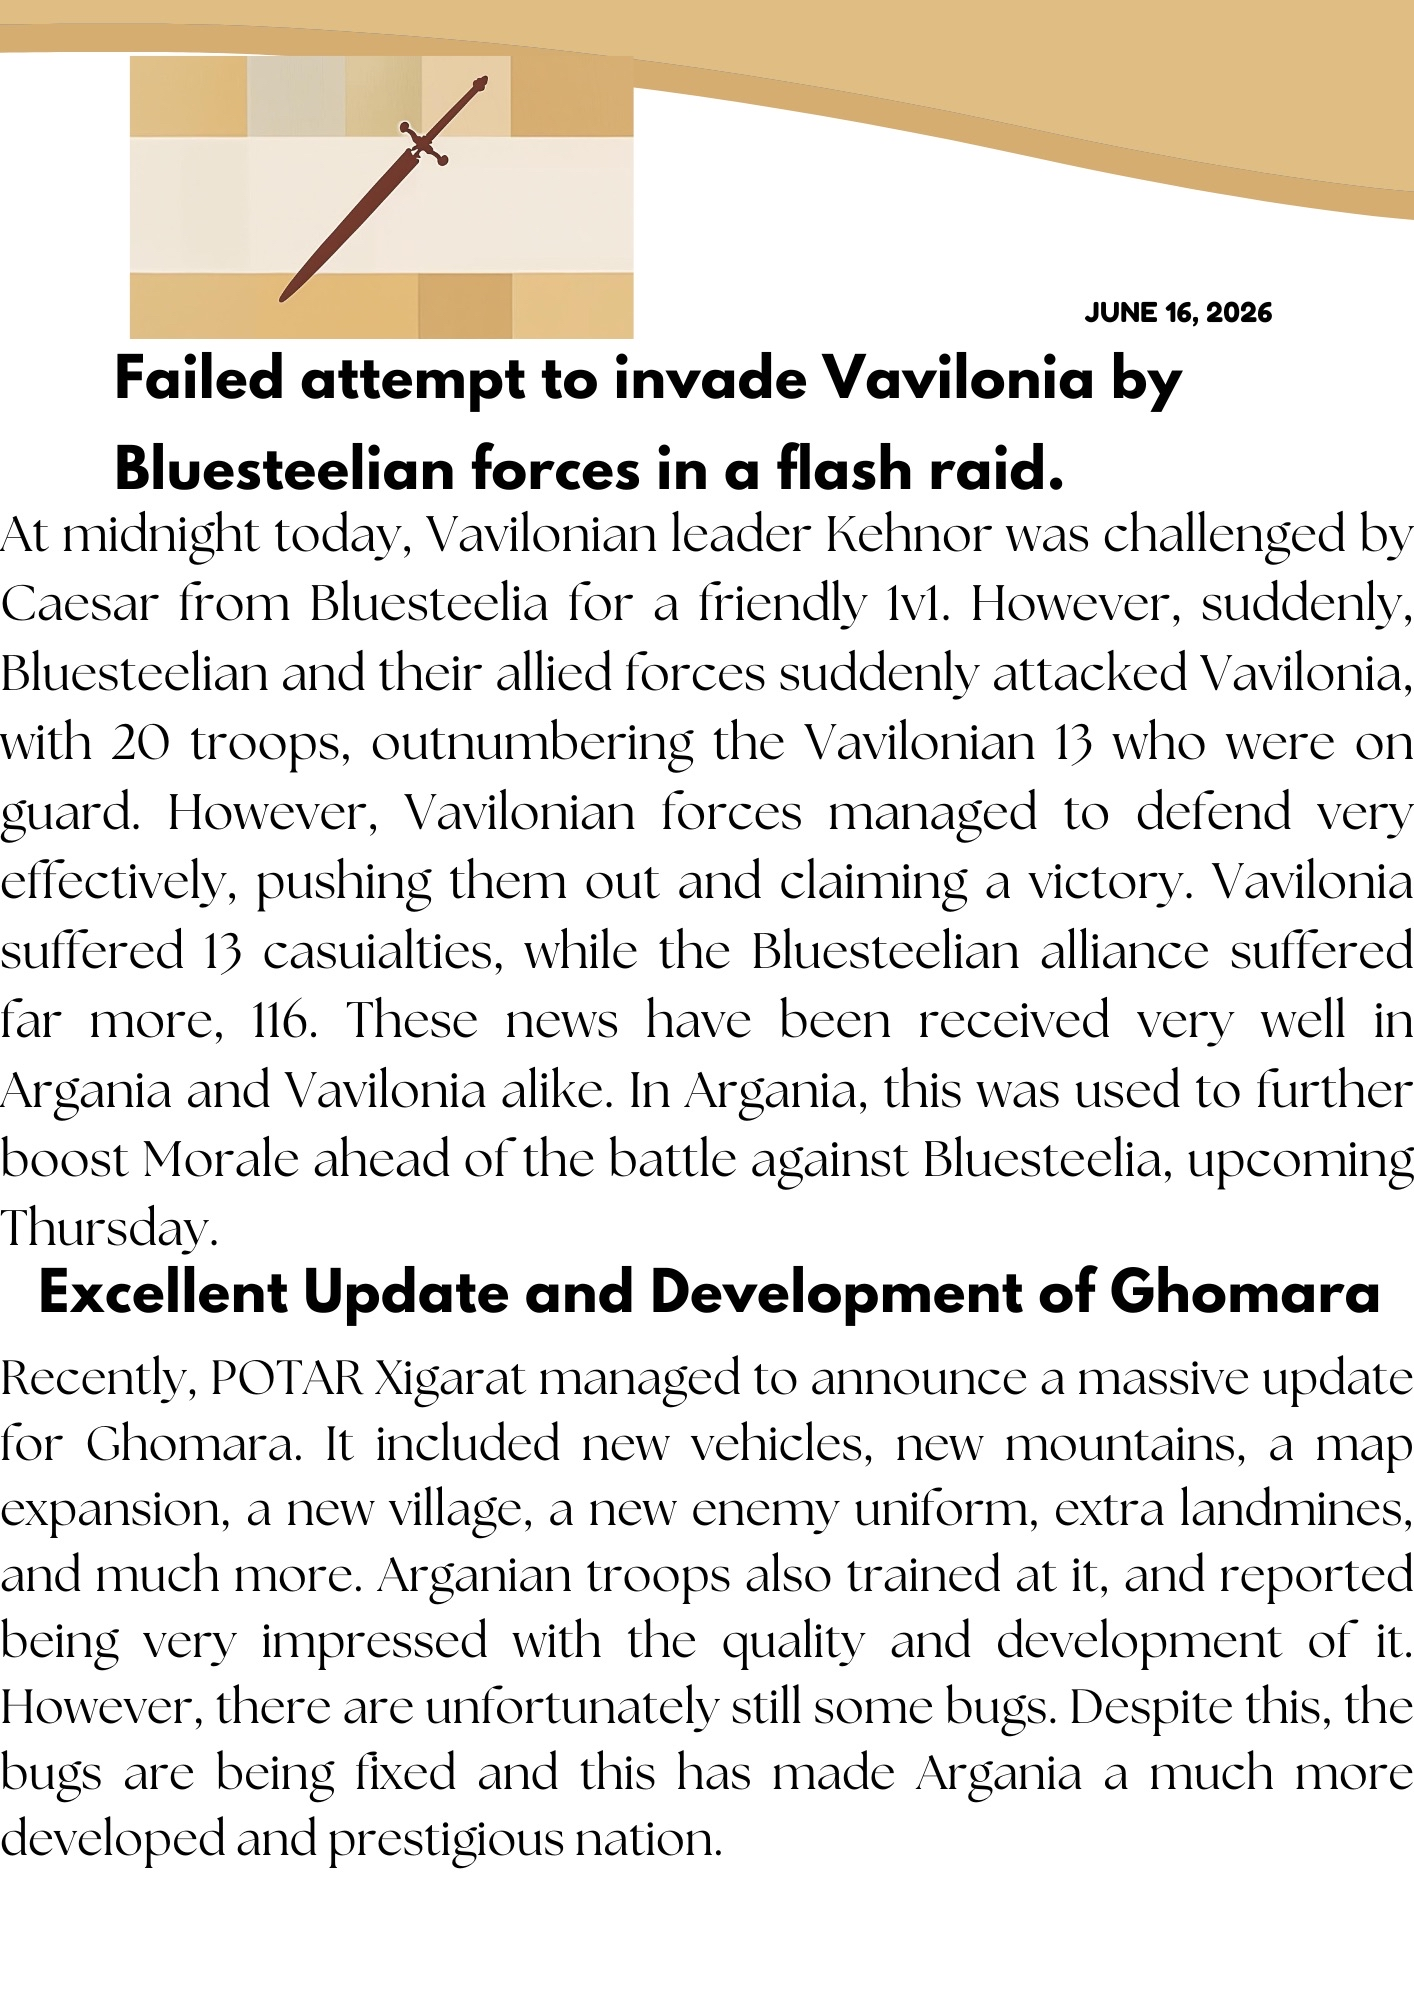 JUNE 16, 2026
Failed attempt to invade Vavilonia by
Bluesteelian forces in a flash raid.
At midnight today, Vavilonian leader Kehnor was challenged by
Caesar from Bluesteelia for a friendly 1v1. However, suddenly,
Bluesteelian and their allied forces suddenly attacked Vavilonia,
with 20 troops, outnumbering the Vavilonian 13 who were on
guard. However, Vavilonian forces managed to defend very
effectively, pushing them out and claiming a victory. Vavilonia
suffered 13 casuialties, while the Bluesteelian alliance suffered
far more, 116. These news have been received very well in
Argania and Vavilonia alike. In Argania, this was used to further
boost Morale ahead of the battle against Bluesteelia, upcoming
Thursday.
Excellent Update and Development of Ghomara
Recently, POTAR Xigarat managed to announce a massive update
for Ghomara. It included new vehicles, new mountains, a map
expansion, a new village, a new enemy uniform, extra landmines,
and much more. Arganian troops also trained at it, and reported
being very impressed with the quality and development of it.
However, there are unfortunately still some bugs. Despite this, the
bugs are being fixed and this has made Argania a much more
developed and prestigious nation.